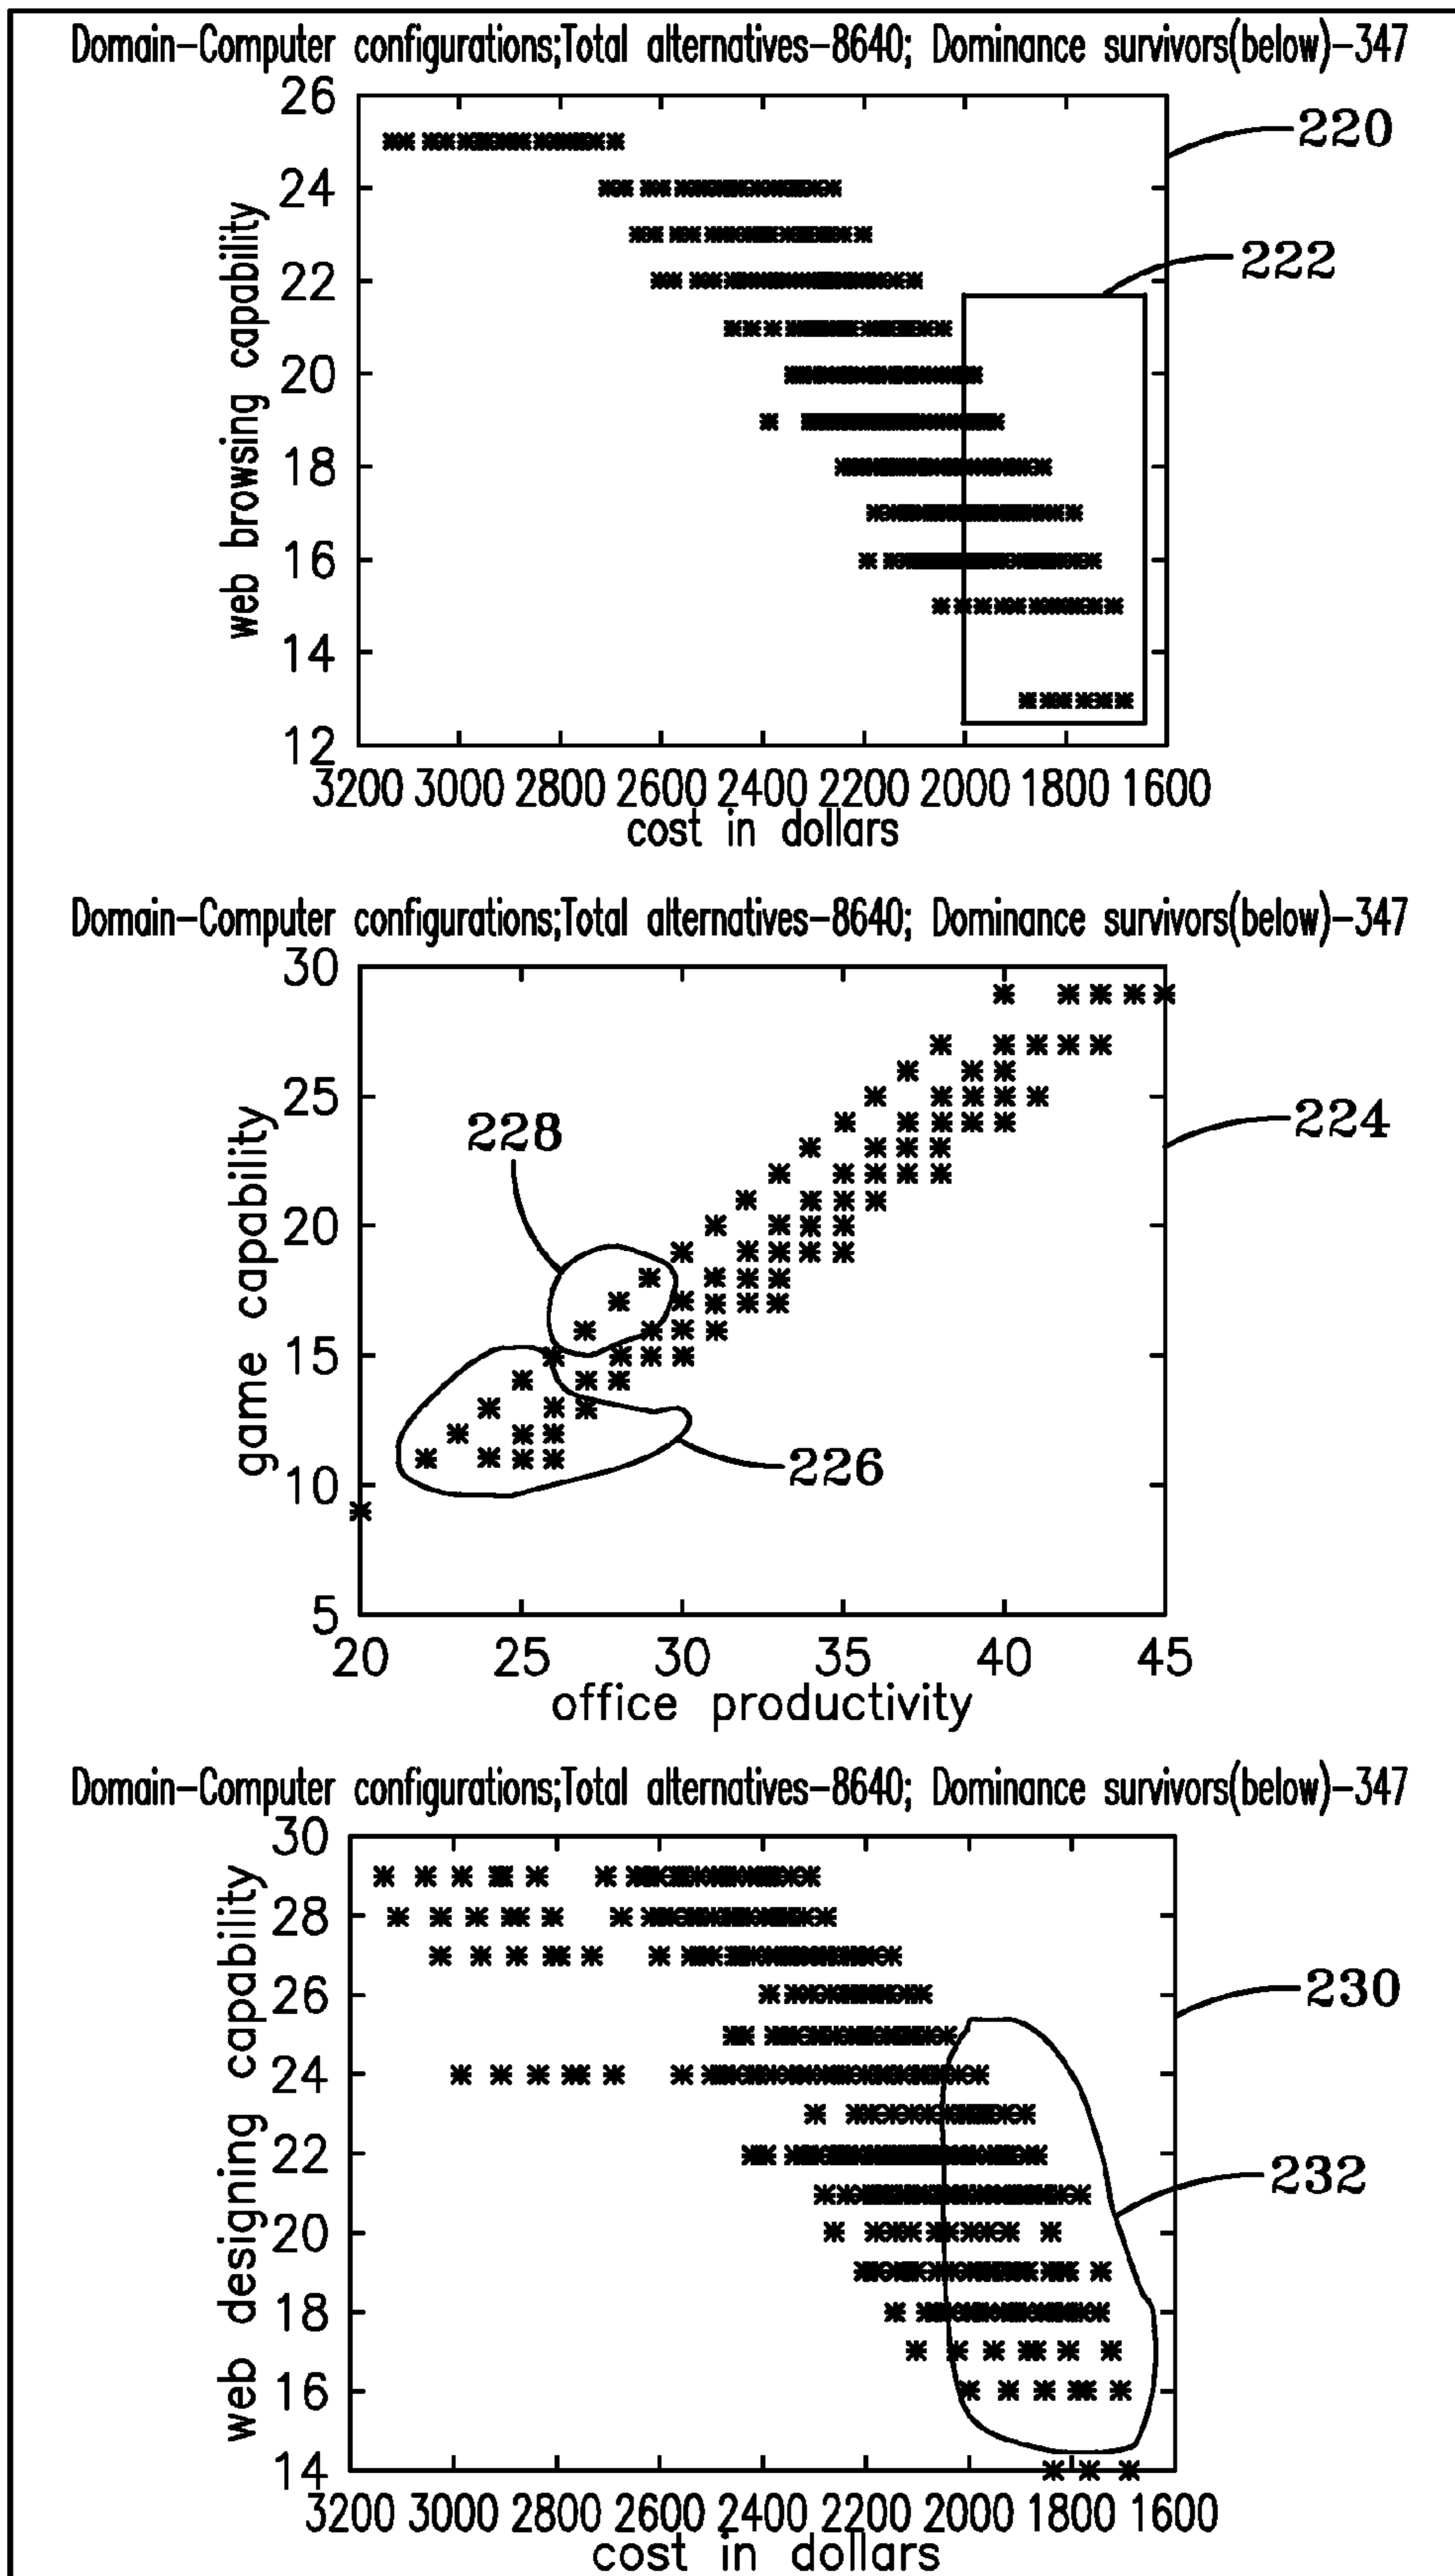 Domain-Computer configurations;Total alternatives-8640; Dominance survivors(below)-347
26
24
22
20
18
16
14
12
web browsing capability
220
222
3200 3000 2800 2600 2400 2200 2000 1800 1600
cost in dollars
Domain-Computer configurations;Total alternatives-8640; Dominance survivors(below)-347
30
25
20
15
10
5
game capability
228
224
226
20 25 30 35 40 45
office productivity
Domain-Computer configurations;Total alternatives-8640; Dominance survivors(below)-347
30
28
26
24
22
20
18
16
14
web designing capability
230
232
3200 3000 2800 2600 2400 2200 2000 1800 1600
cost in dollars